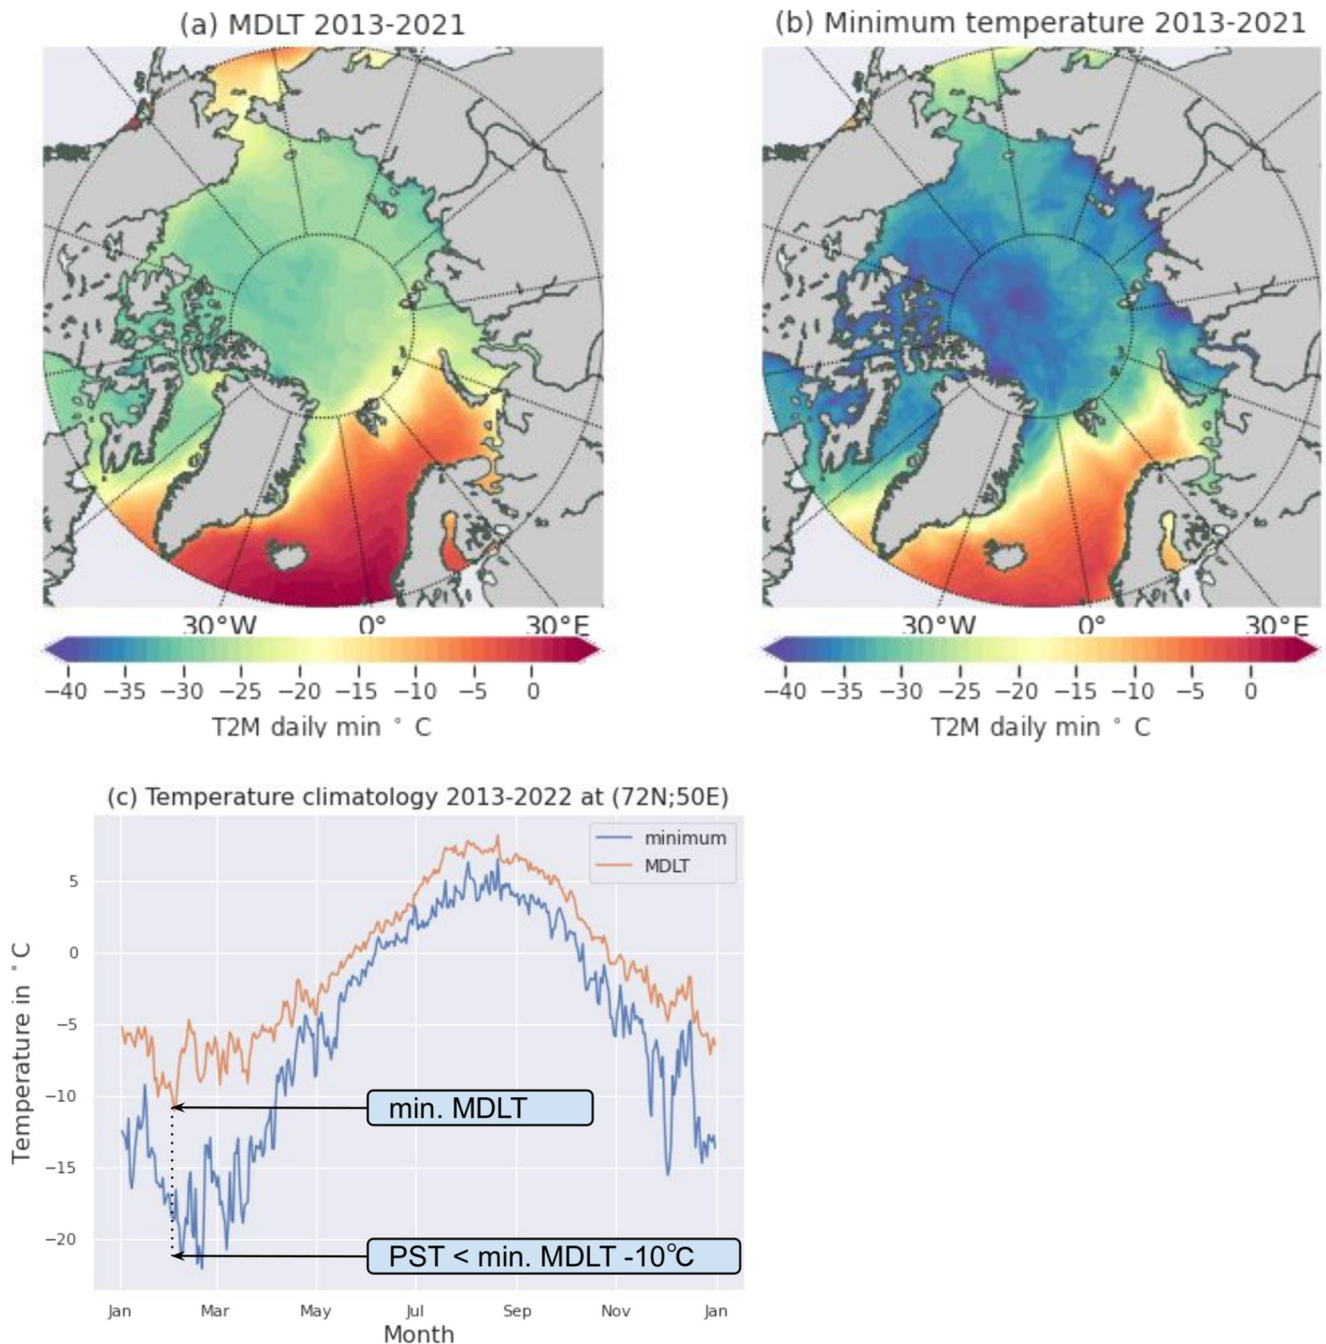 (a) MDLT 2013-2021
(b) Minimum temperature 2013-2021
30°W 0° 30°E
30°W 0° 30°E
−40 −35 −30 −25 −20 −15 −10 −5 0
−40 −35 −30 −25 −20 −15 −10 −5 0
T2M daily min ° C
T2M daily min ° C
(c) Temperature climatology 2013-2022 at (72N;50E)
minimum
MDLT
5
0
−5
−10
−15
−20
Temperature in °C
min. MDLT
PST < min. MDLT -10°C
Jan Mar May Jul Sep Nov Jan
Month